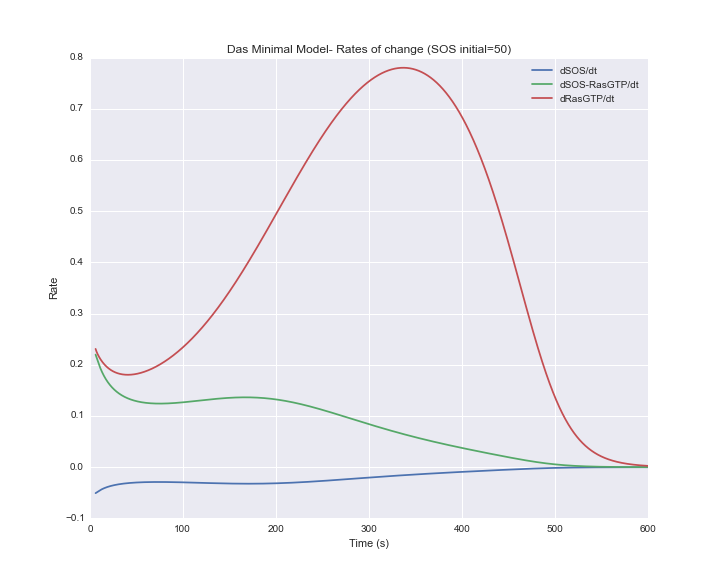 Das Minimal Model- Rates of change (SOS initial=50)
dSOS/dt
dSOS-RasGTP/dt
dRasGTP/dt
0.8
0.7
0.6
0.5
0.4
0.3
0.2
0.1
0.0
−0.1
Rate
0 100 200 300 400 500 600
Time (s)